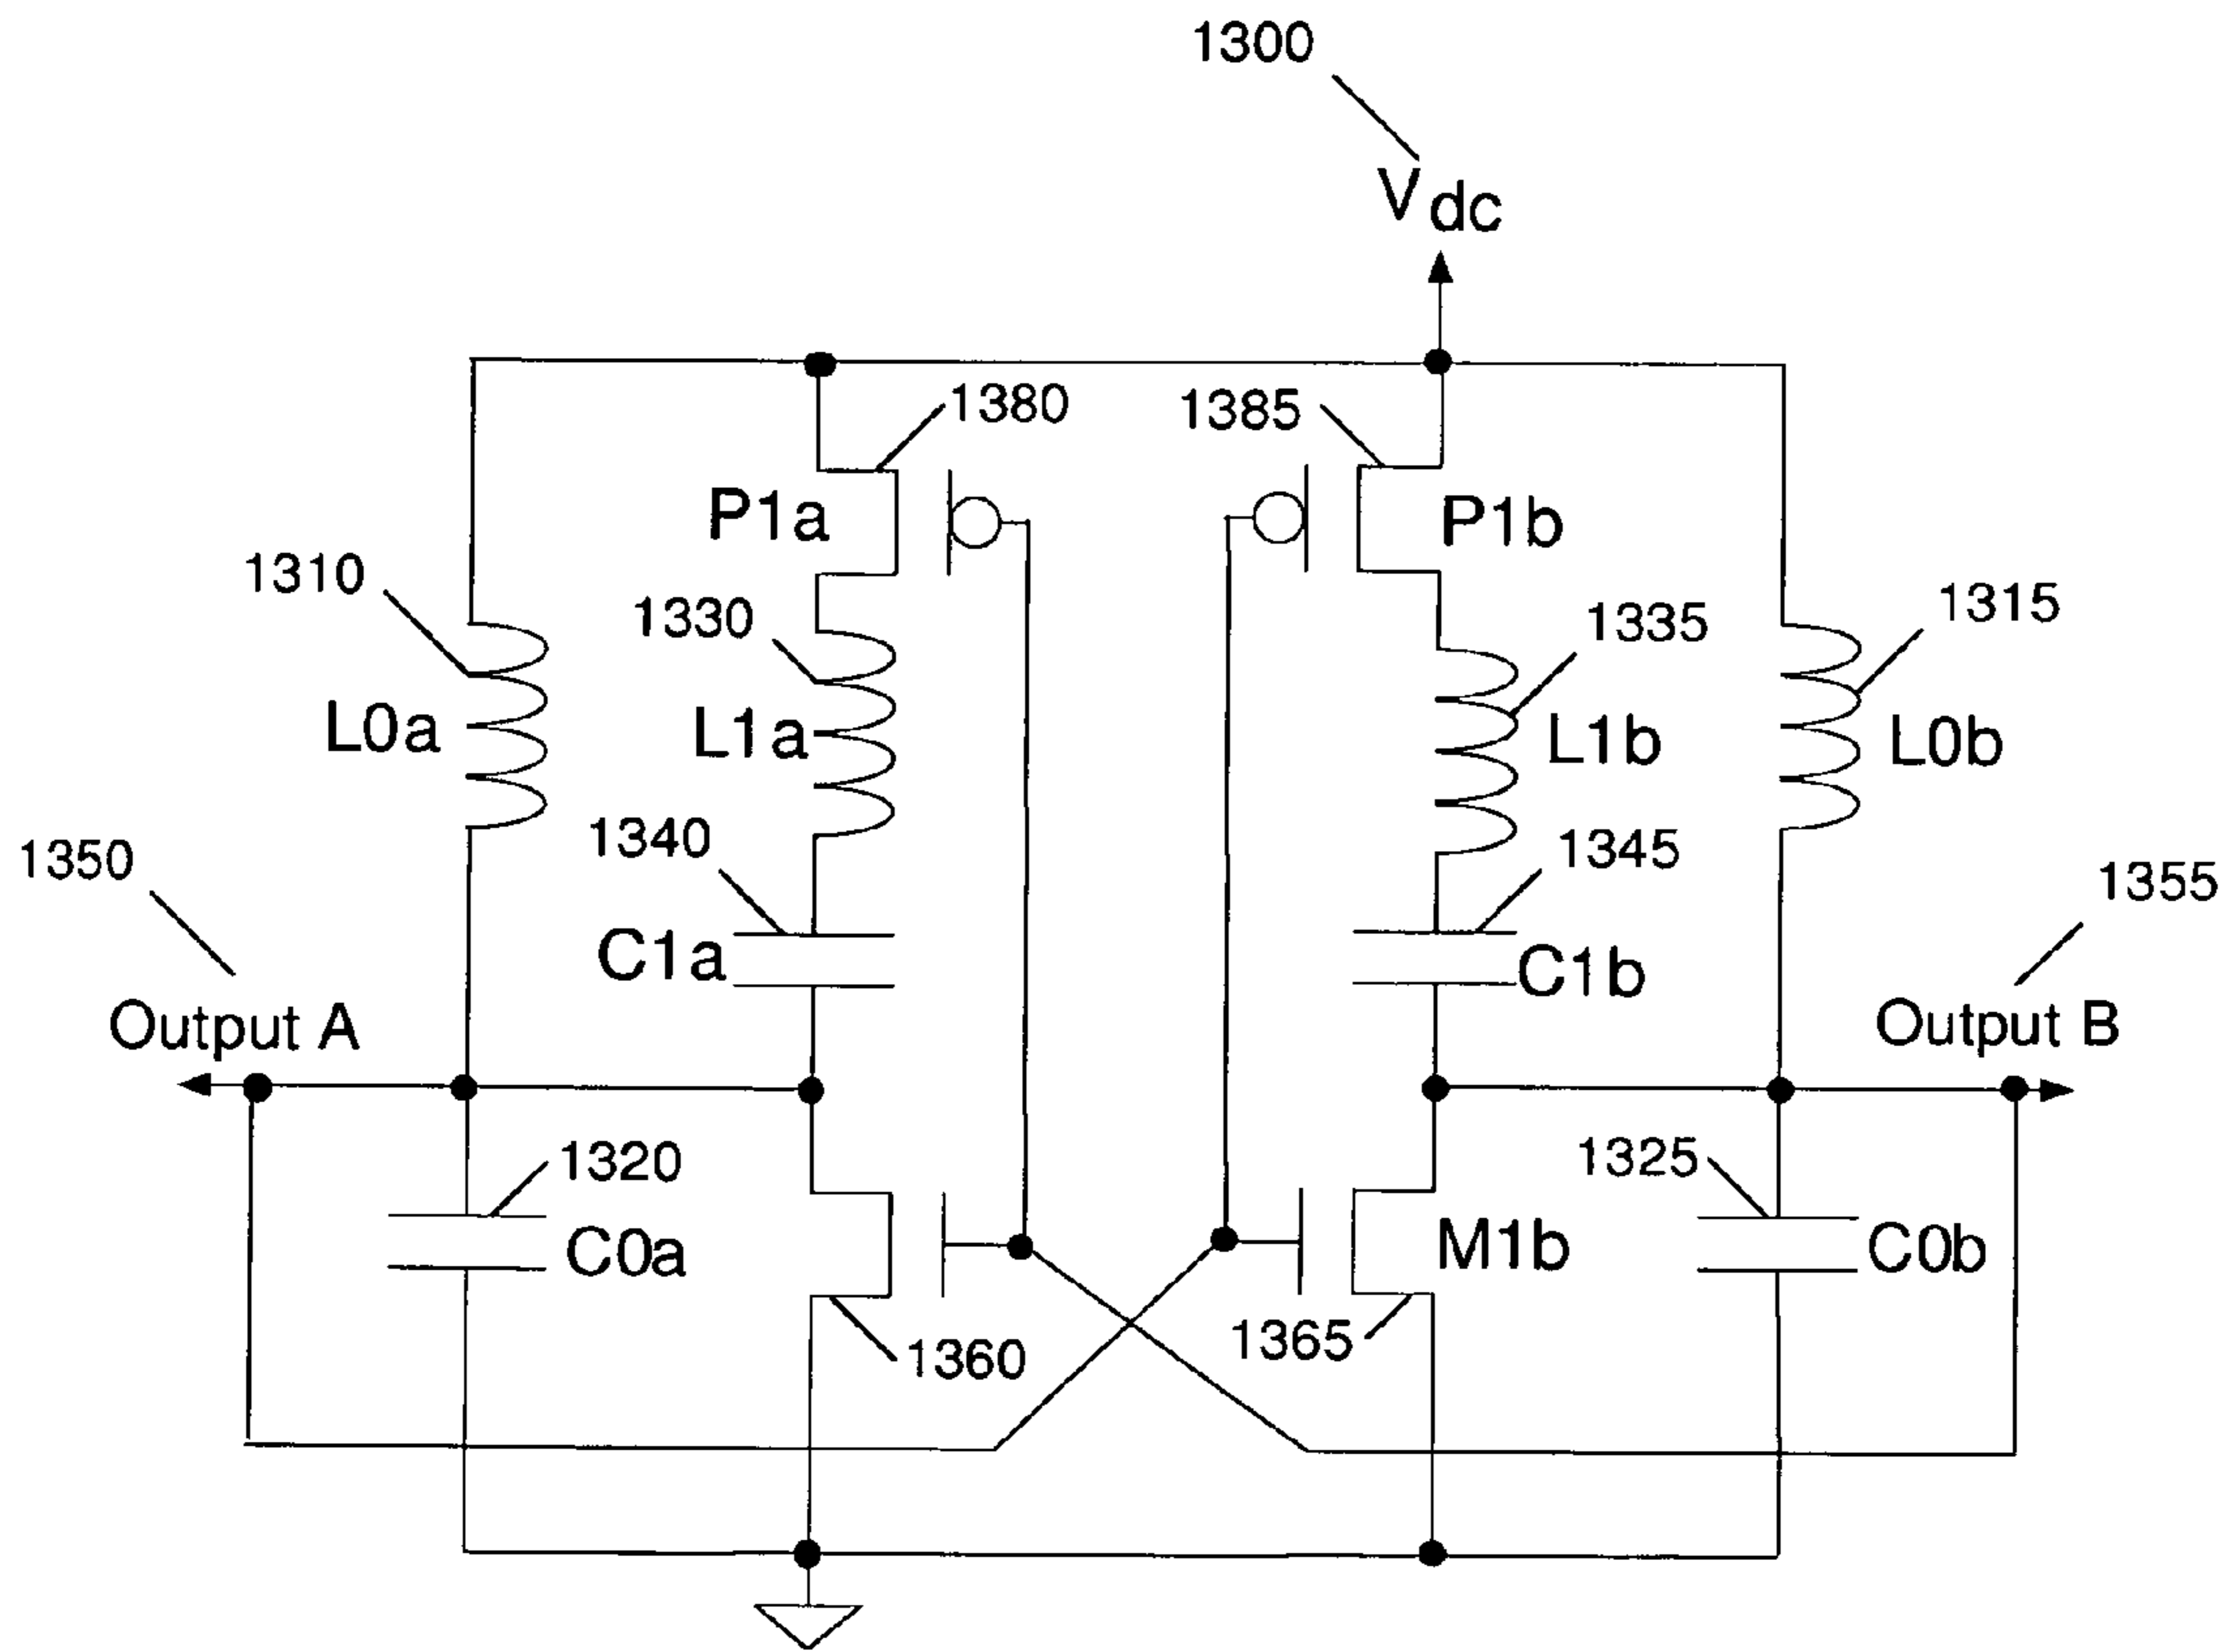 1300
Vdc
1380
1385
P1a
P1b
1310
1330
1335
1315
L0a
L1a
L1b
L0b
1350
1340
1345
1355
C1a
C1b
Output A
Output B
1320
1325
C0a
M1b
C0b
1360
1365